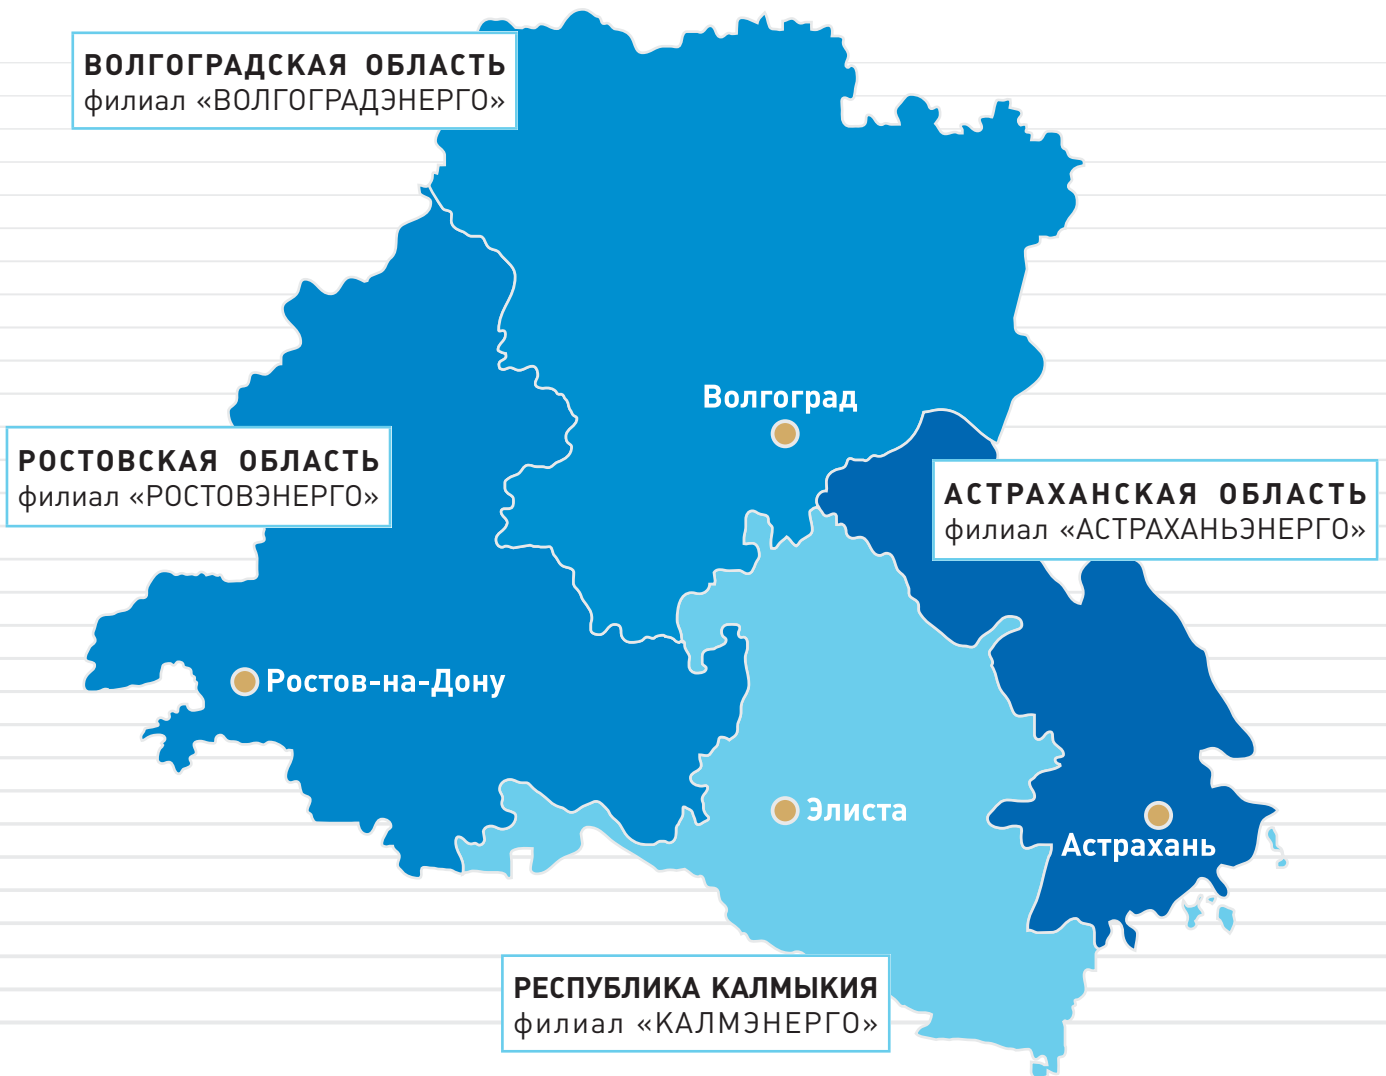 ВОЛГОГРАДСКАЯ ОБЛАСТЬ
филиал «ВОЛГОГРАДЭНЕРГО»
Волгоград
РОСТОВСКАЯ ОБЛАСТЬ
филиал «РОСТОВЭНЕРГО»
АСТРАХАНСКАЯ ОБЛАСТЬ
филиал «АСТРАХАНЬЭНЕРГО»
Ростов-на-Дону
Элиста
Астрахань
РЕСПУБЛИКА КАЛМЫКИЯ
филиал «КАЛМЭНЕРГО»